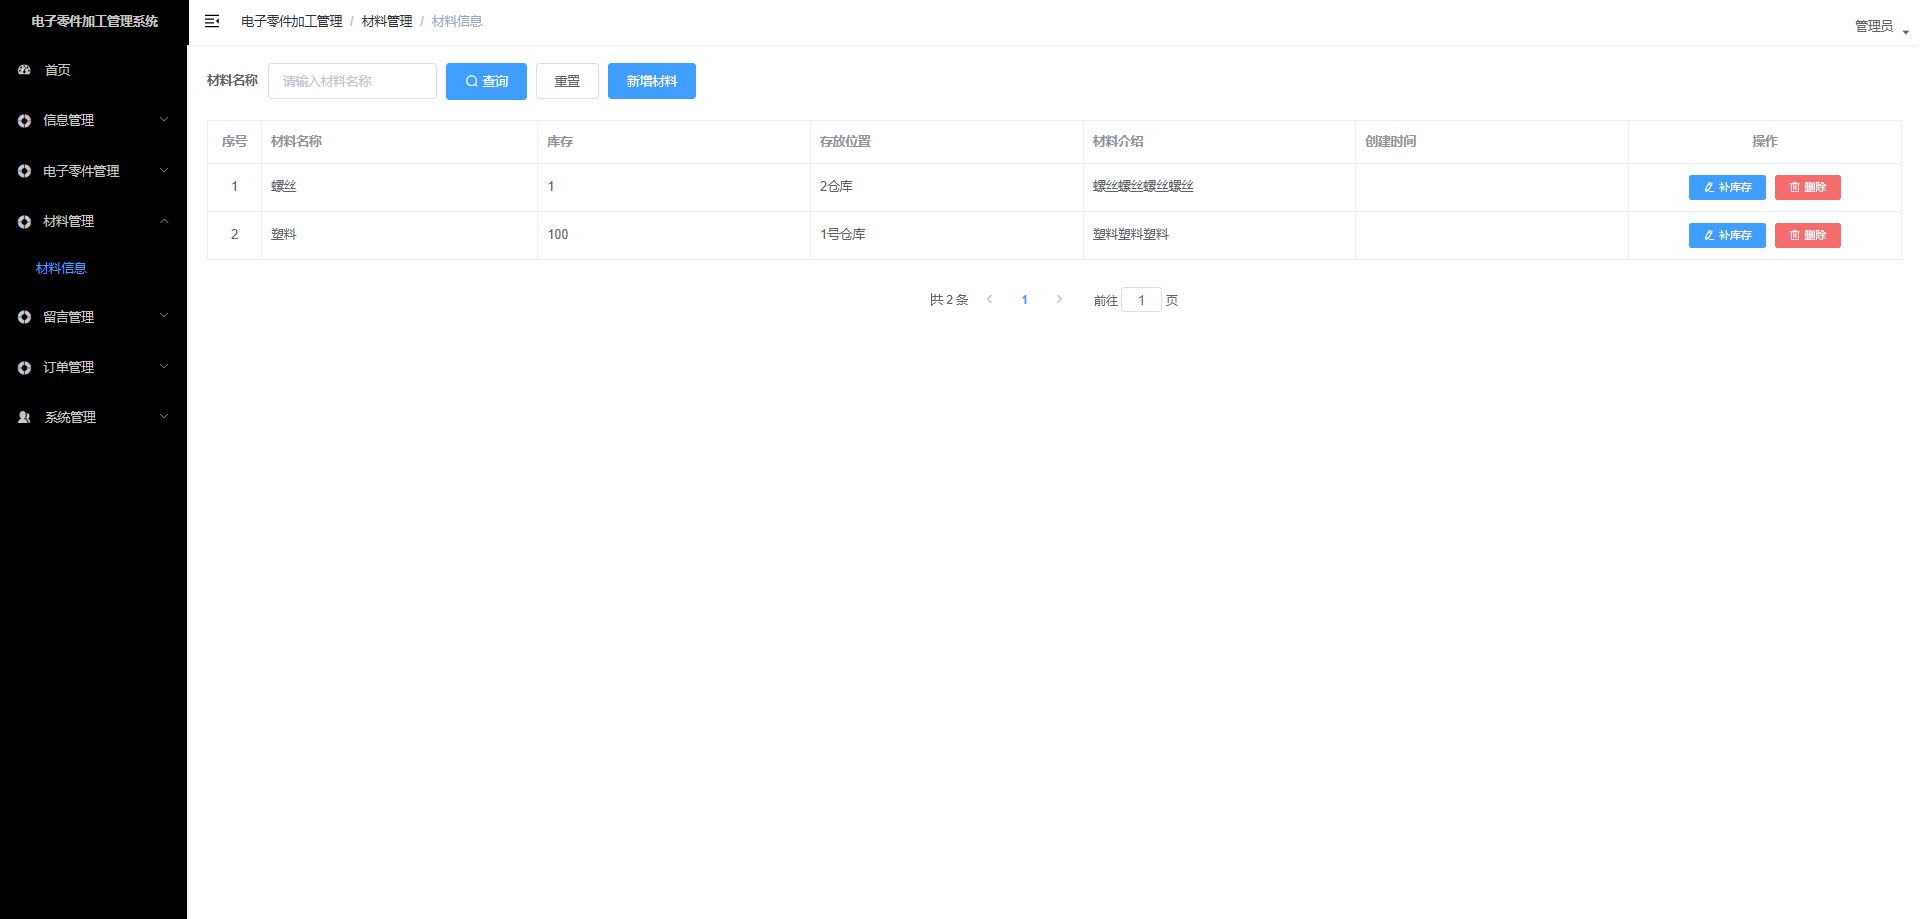 电子零件加工管理系统
首页
信息管理
电子零件管理
材料管理
材料信息
留言管理
订单管理
系统管理
电子零件加工管理 / 材料管理 / 材料信息
管理员
材料名称 请输入材料名称 查询 重置 新增材料
序号 材料名称 库存 存放位置 材料介绍 创建时间 操作
1 螺丝 1 2仓库 螺丝螺丝螺丝螺丝 补库存 删除
2 塑料 100 1号仓库 塑料塑料塑料 补库存 删除
共 2 条 1 前往 1 页